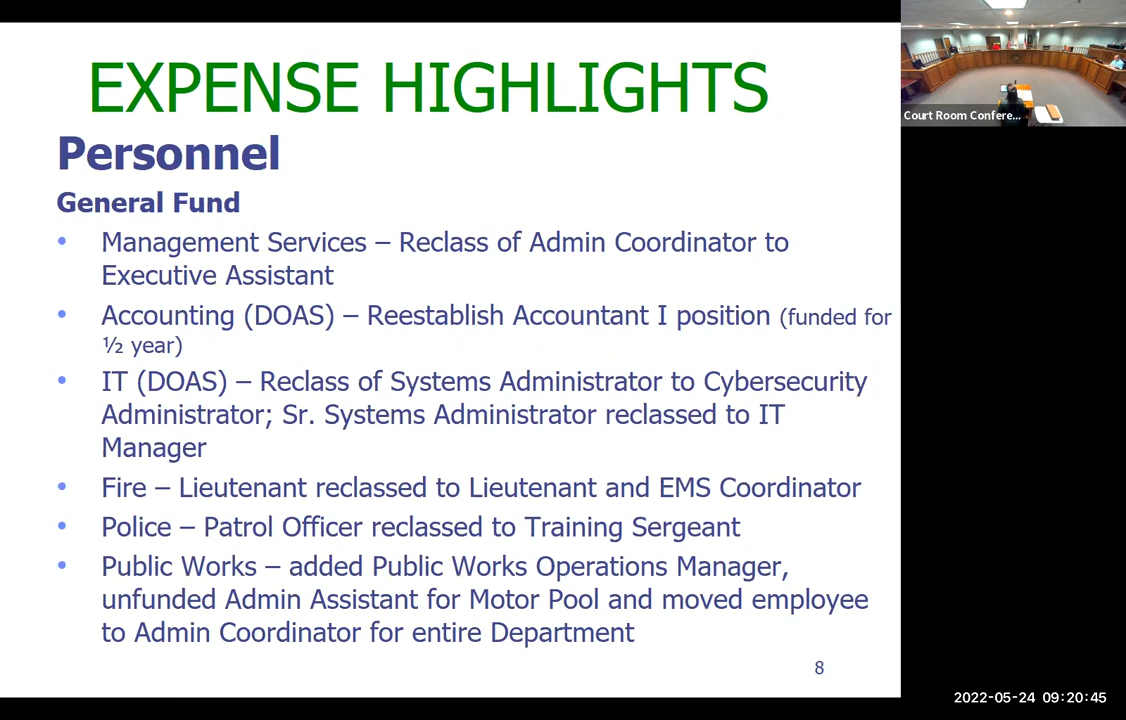 EXPENSE HIGHLIGHTS
Personnel
General Fund
• Management Services – Reclass of Admin Coordinator to
Executive Assistant
• Accounting (DOAS) – Reestablish Accountant I position (funded for
½ year)
• IT (DOAS) – Reclass of Systems Administrator to Cybersecurity
Administrator; Sr. Systems Administrator reclassed to IT
Manager
• Fire – Lieutenant reclassed to Lieutenant and EMS Coordinator
• Police – Patrol Officer reclassed to Training Sergeant
• Public Works – added Public Works Operations Manager,
unfunded Admin Assistant for Motor Pool and moved employee
to Admin Coordinator for entire Department
8
Court Room Confere...
2022-05-24 09:20:45